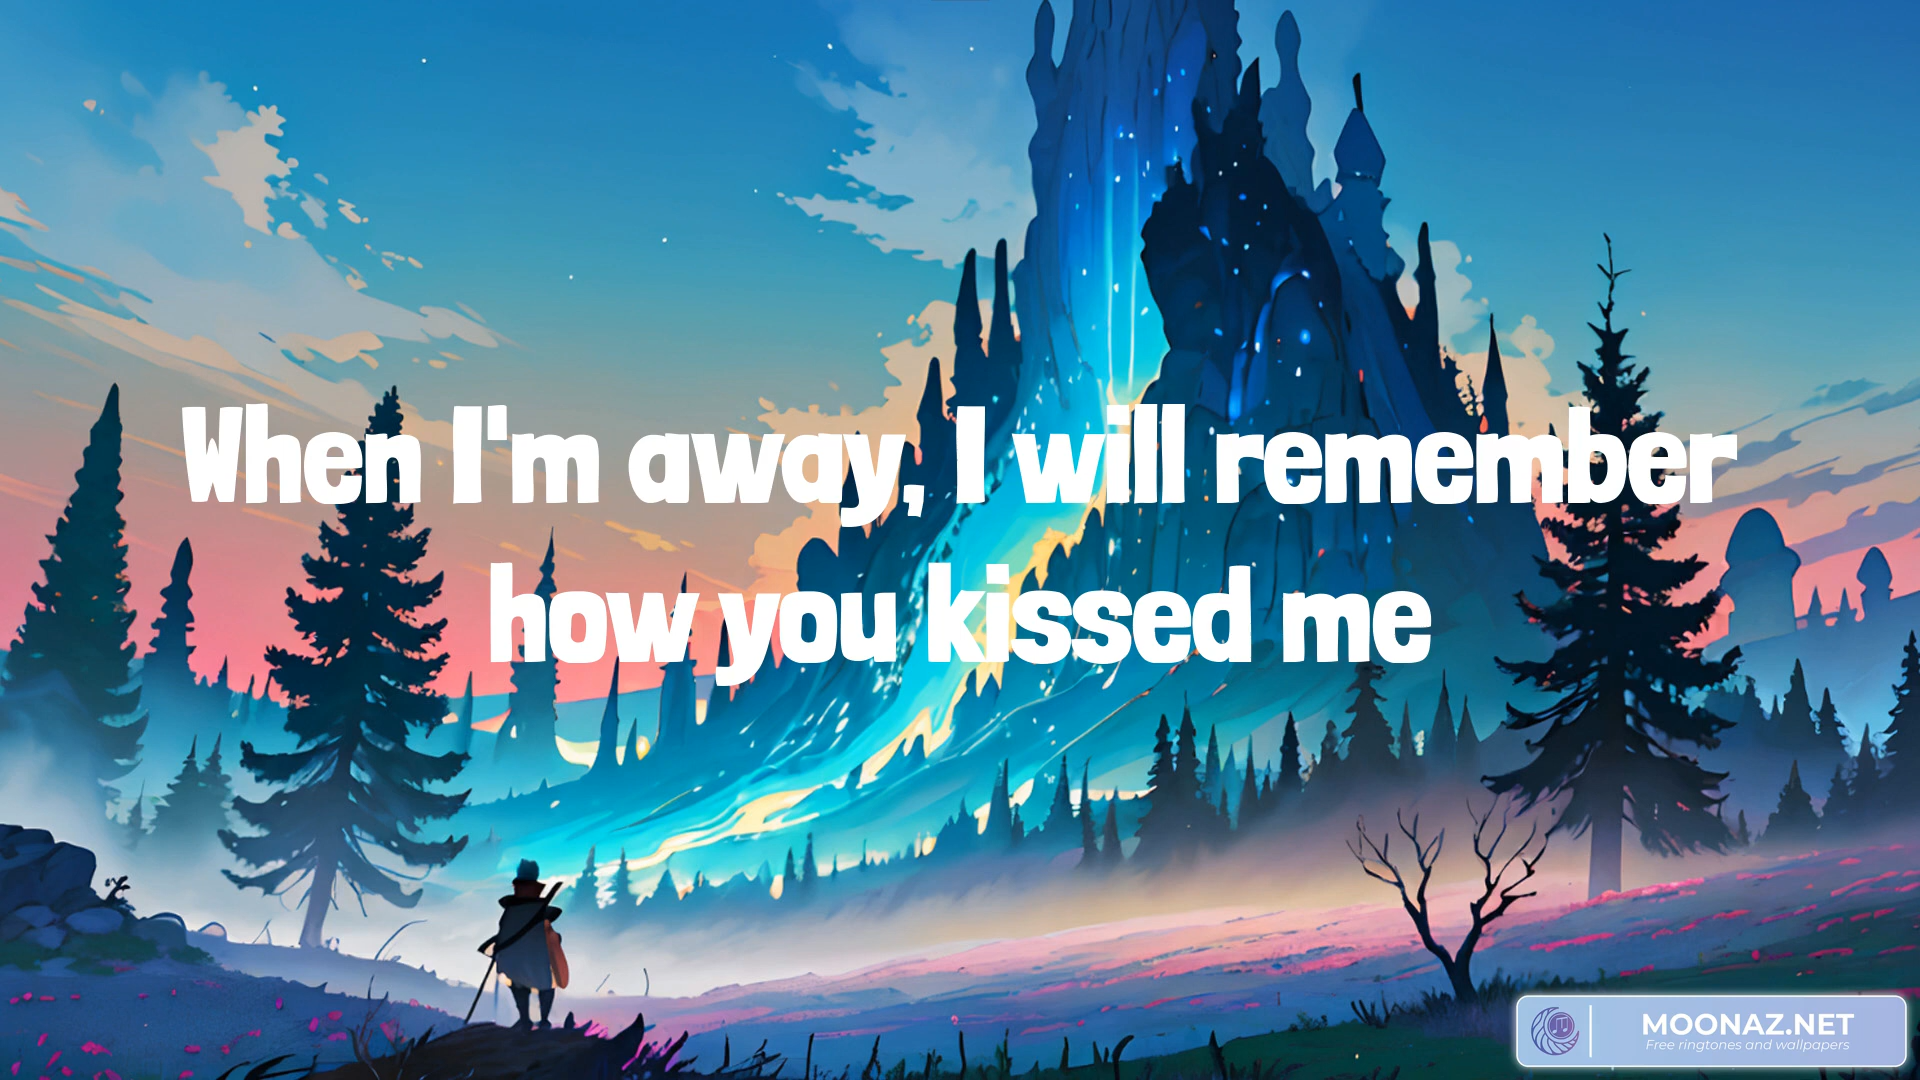 When I'm away, I will remember
how you kissed me
MOONAZ.NET
Free ringtones and wallpapers